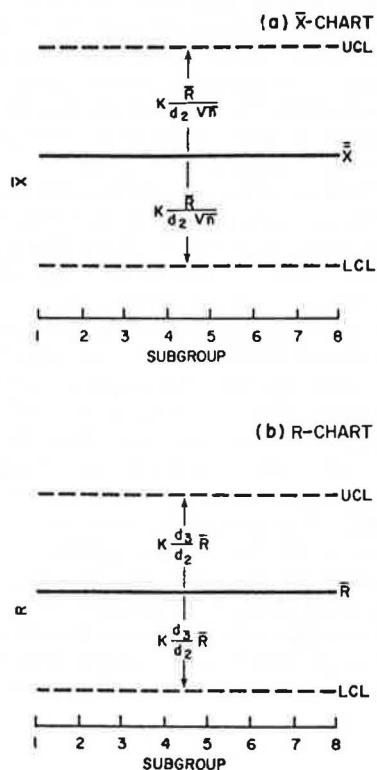 (a) X̄-CHART
UCL
K R̄ / d₂ √n
X̿
X̄
K R̄ / d₂ √n
LCL
1 2 3 4 5 6 7 8
SUBGROUP
(b) R-CHART
UCL
K d₃ / d₂ R̄
R̄
R
K d₃ / d₂ R̄
LCL
1 2 3 4 5 6 7 8
SUBGROUP